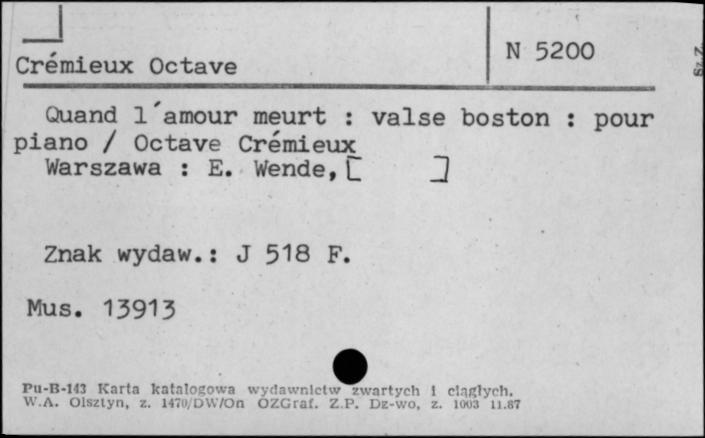 N 5200
Crémieux Octave
Quand l´amour meurt : valse boston : pour
piano / Octave Crémieux
Warszawa : E. Wende, [ ]
Znak wydaw.: J 518 F.
Mus. 13913
Pu-B-143 Karta katalogowa wydawnictw zwartych i ciągłych.
W.A. Olsztyn, z. 1470/DW/On OZGraf. Z.P. Dz-wo, z. 1003 11.87